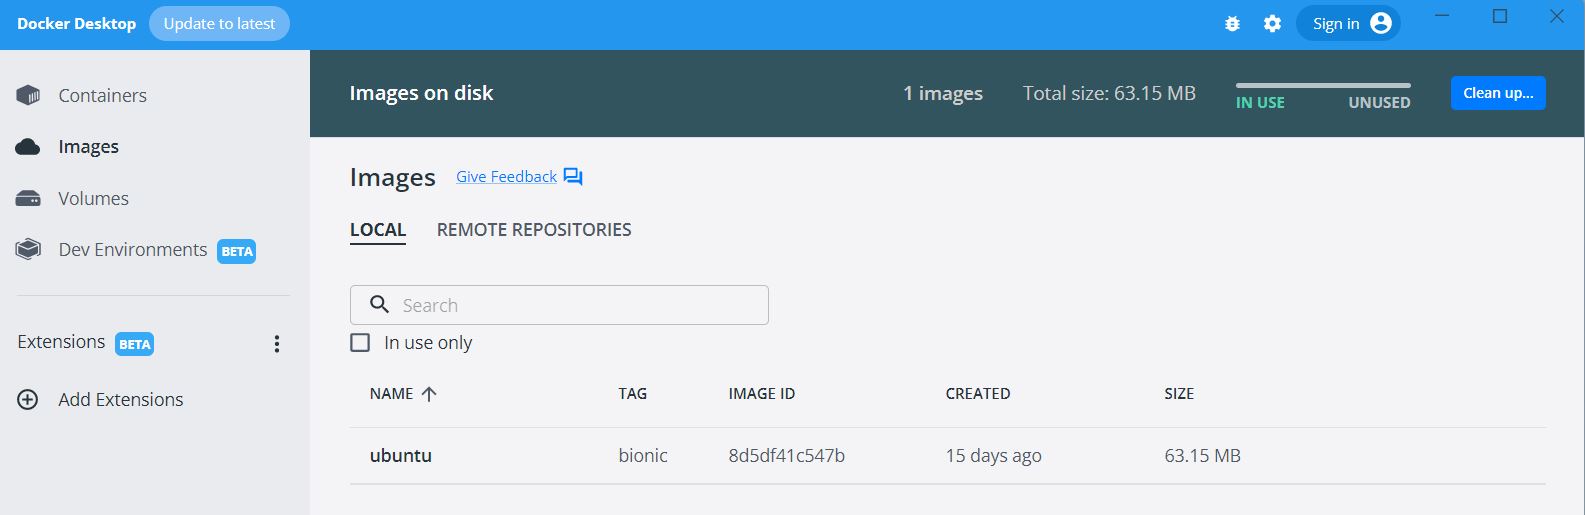 Docker Desktop Update to latest Sign in
Containers
Images
Volumes
Dev Environments BETA
Extensions BETA
Add Extensions
Images on disk 1 images Total size: 63.15 MB IN USE UNUSED Clean up...
Images Give Feedback
LOCAL REMOTE REPOSITORIES
Search
In use only
NAME TAG IMAGE ID CREATED SIZE
ubuntu bionic 8d5df41c547b 15 days ago 63.15 MB